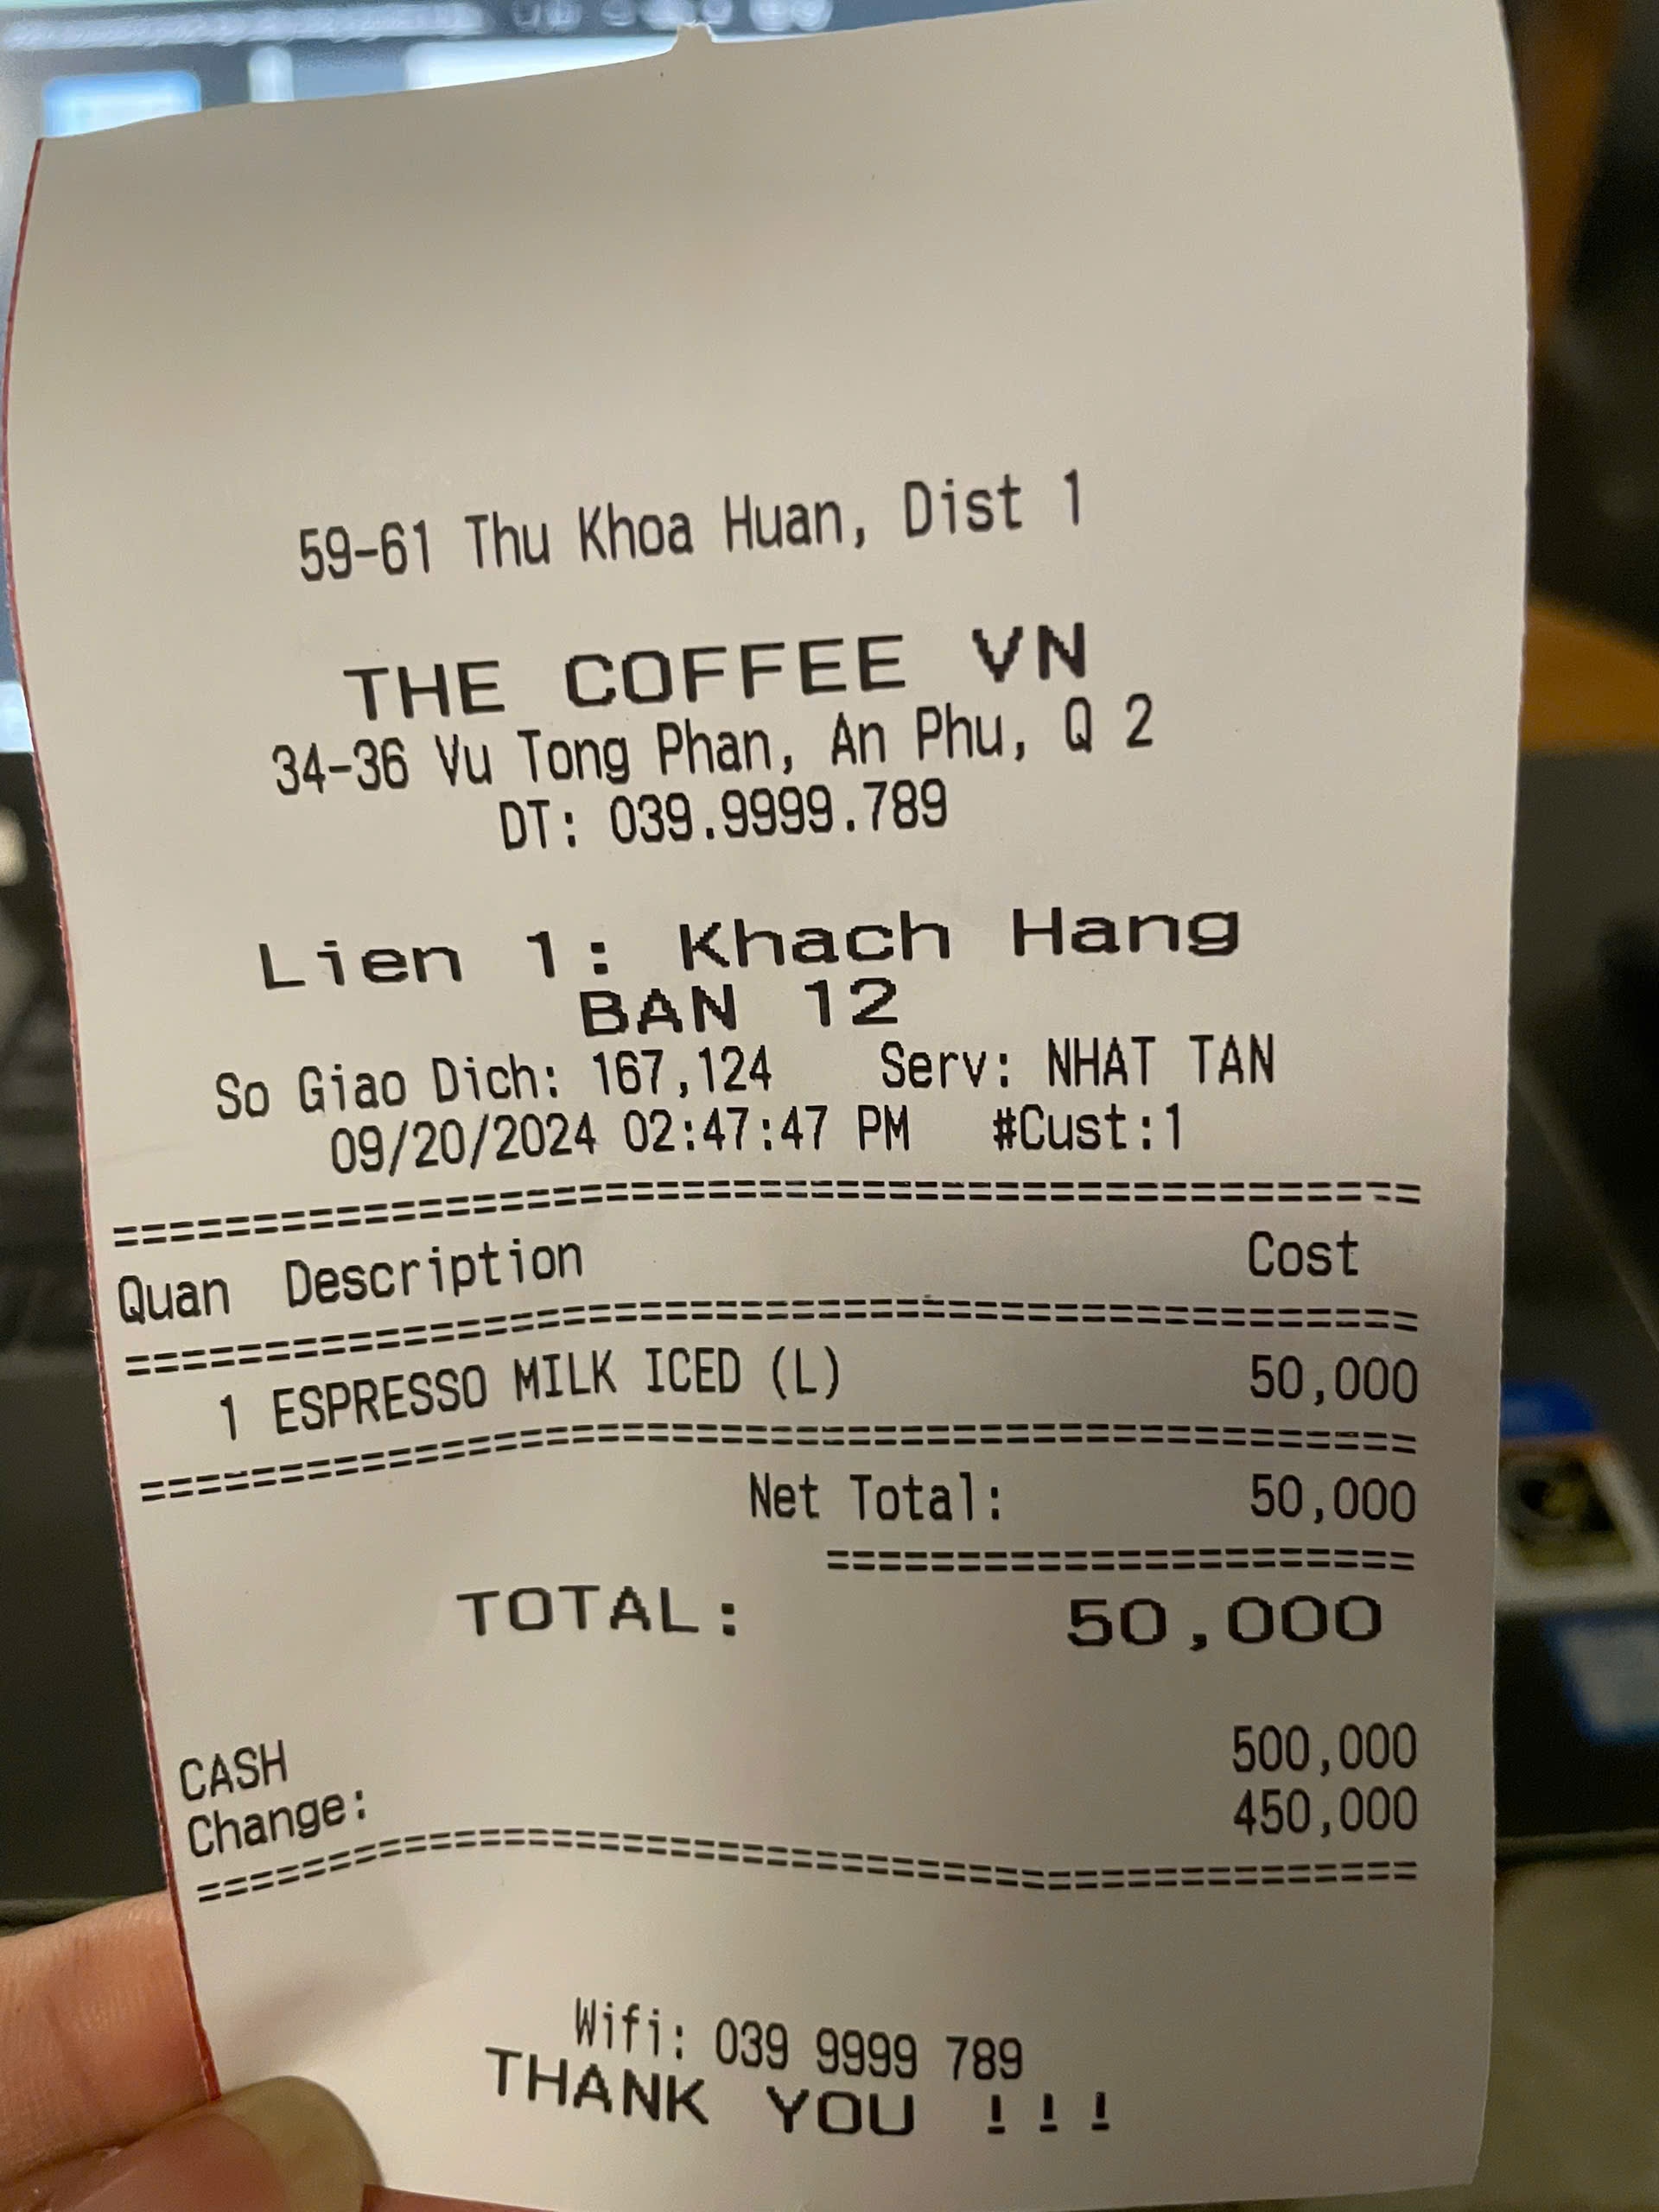 59-61 Thu Khoa Huan, Dist 1
THE COFFEE VN
34-36 Vu Tong Phan, An Phu, Q 2
DT: 039.9999.789
Lien 1: Khach Hang
BAN 12
So Giao Dich: 167,124 Serv: NHAT TAN
09/20/2024 02:47:47 PM #Cust:1
==============================================
Quan Description Cost
==============================================
1 ESPRESSO MILK ICED (L) 50,000
==============================================
Net Total: 50,000
=====================
TOTAL: 50,000
CASH 500,000
Change: 450,000
==============================================
Wifi: 039 9999 789
THANK YOU !!!